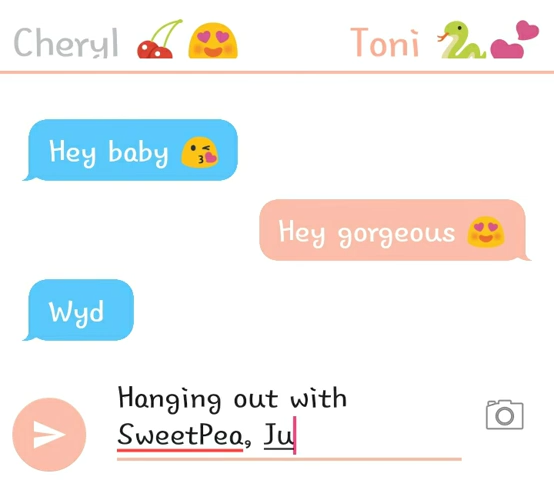 Cheryl 🍒😍
Toni 🐍💕
Hey baby 😘
Hey gorgeous 😍
Wyd
Hanging out with
SweetPea, Ju